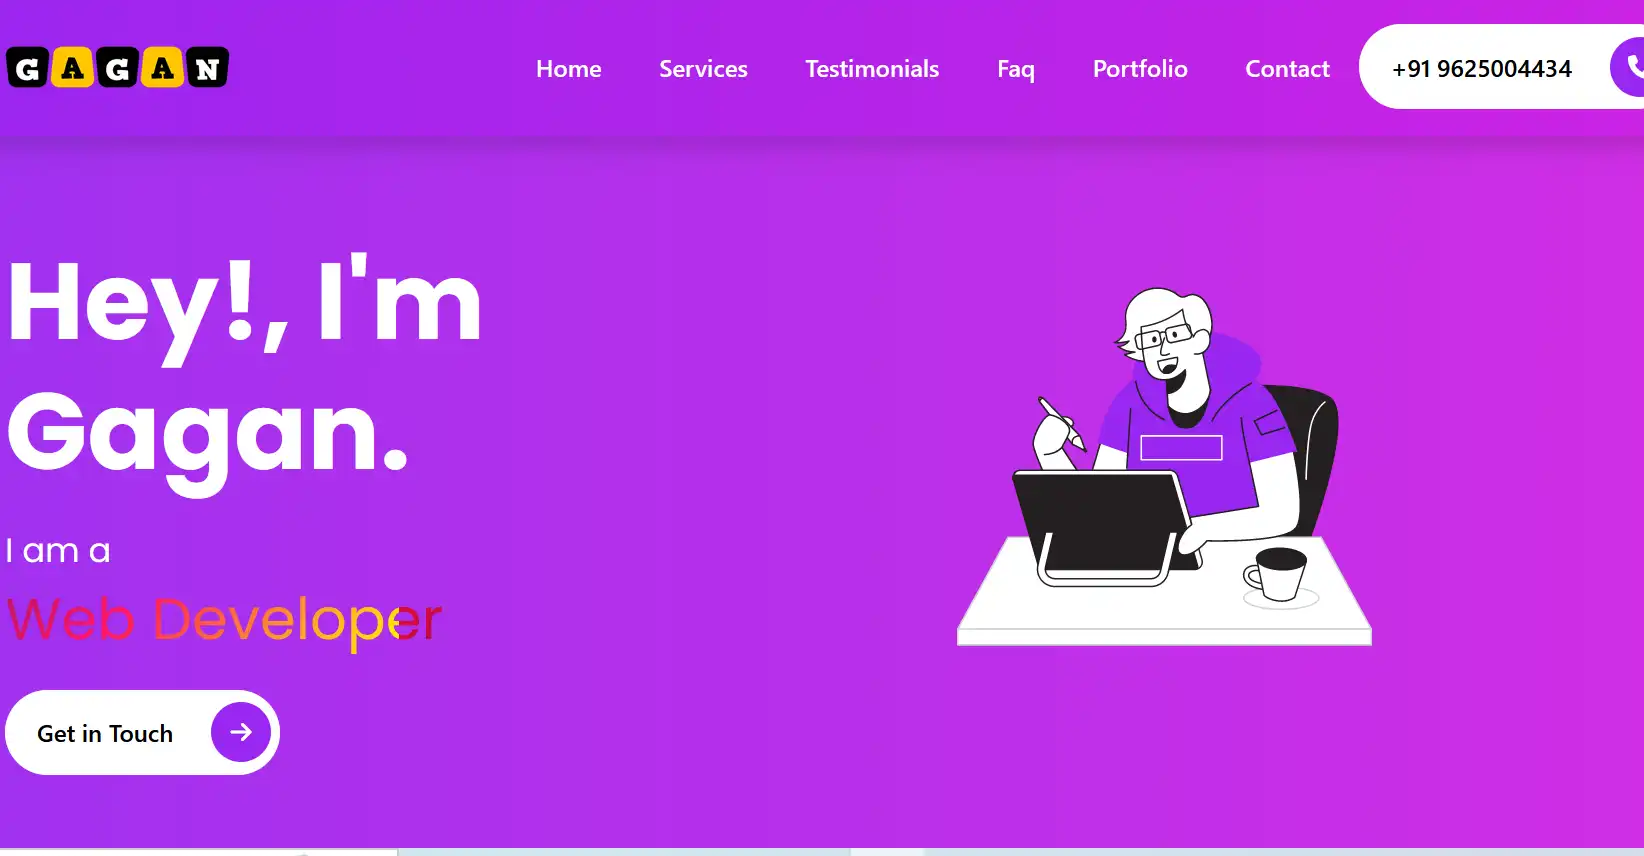 GAGAN
Home Services Testimonials Faq Portfolio Contact +91 9625004434
Hey!, I'm
Gagan.
I am a
Web Developer
Get in Touch